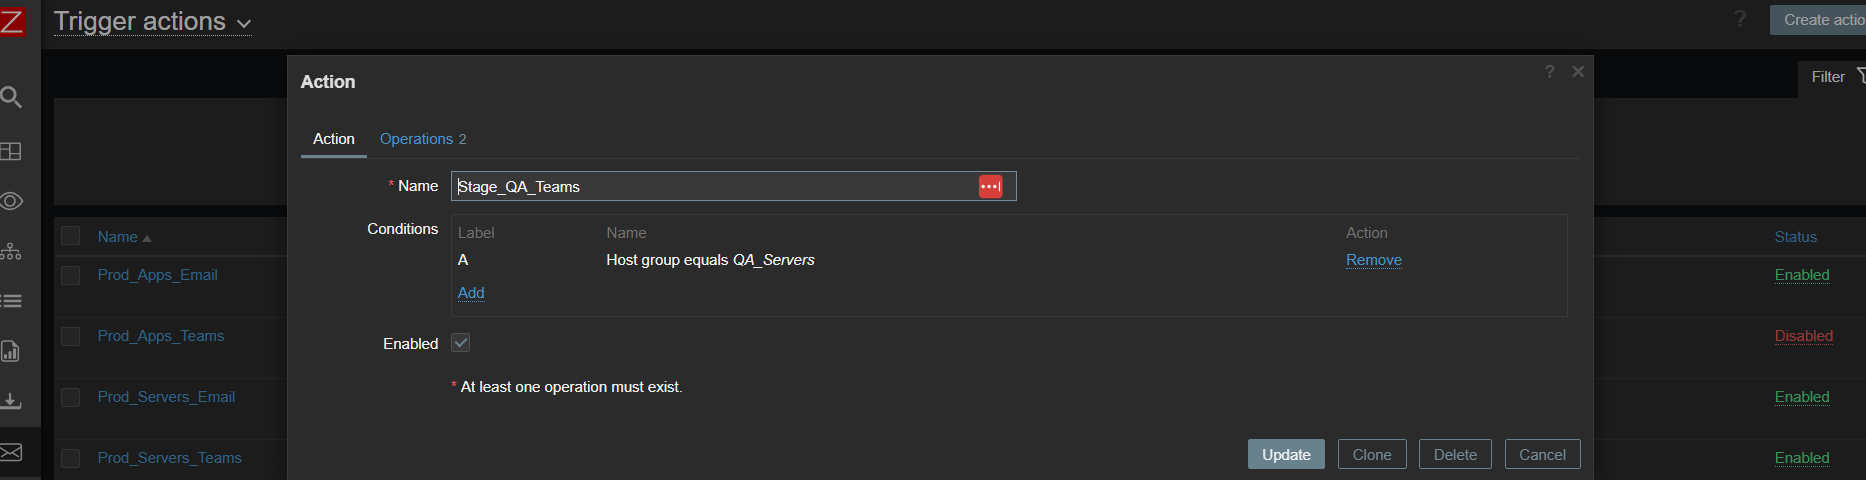 Z
Trigger actions
?
Create actio
Filter
Action
?
Action
Operations 2
* Name
Stage_QA_Teams
Conditions
Label Name Action
A Host group equals QA_Servers Remove
Add
Enabled
* At least one operation must exist.
Update Clone Delete Cancel
Name
Status
Prod_Apps_Email
Enabled
Prod_Apps_Teams
Disabled
Prod_Servers_Email
Enabled
Prod_Servers_Teams
Enabled